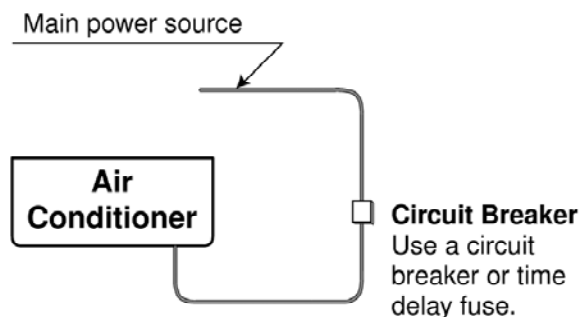 Main power source
Air
Conditioner
Circuit Breaker
Use a circuit
breaker or time
delay fuse.